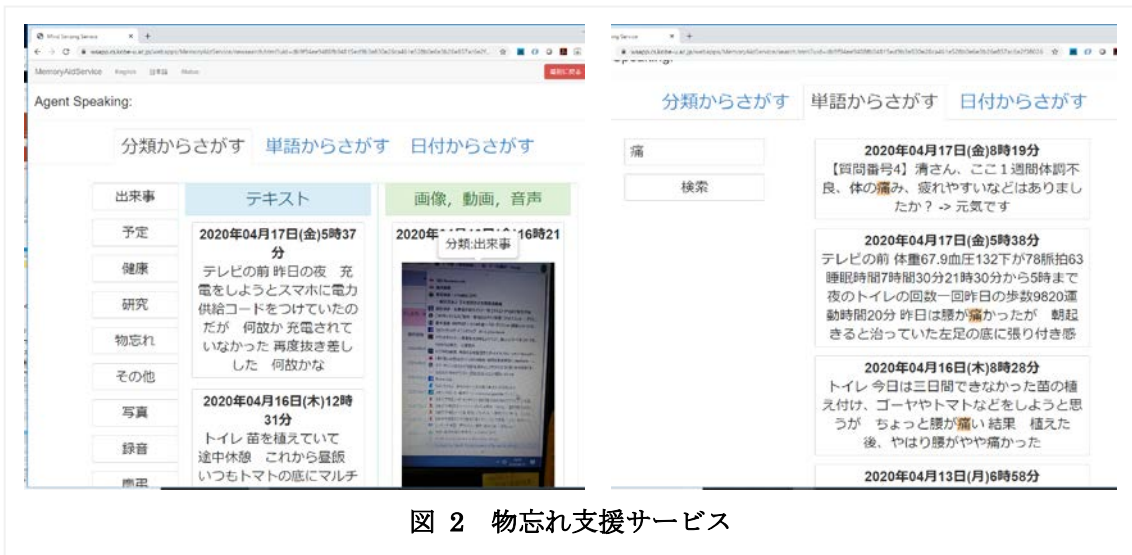 MemoryAidService English 日本語
Agent Speaking:
分類からさがす 単語からさがす 日付からさがす
出来事
予定
健康
研究
物忘れ
その他
写真
録音
慶弔
テキスト
2020年04月17日(金)5時37
分
テレビの前 昨日の夜 充
電をしようとスマホに電力
供給コードをつけていたの
だが 何故か 充電されて
いなかった 再度抜き差し
した 何故かな
2020年04月16日(木)12時
31分
トイレ 苗を植えていて
途中休憩 これから昼飯
いつもトマトの底にマルチ
画像，動画，音声
16時21
分類:出来事
分類からさがす 単語からさがす 日付からさがす
痛
検索
2020年04月17日(金)8時19分
【質問番号4】清さん、ここ１週間体調不
良、体の痛み、疲れやすいなどはありまし
たか？ -> 元気です
2020年04月17日(金)5時38分
テレビの前 体重67.9血圧132下が78脈拍63
睡眠時間7時間30分21時30分から5時まで
夜のトイレの回数一回昨日の歩数9820運
動時間20分 昨日は腰が痛かったが 朝起
きると治っていた左足の底に張り付き感
2020年04月16日(木)8時28分
トイレ 今日は三日間できなかった苗の植
え付け、ゴーヤやトマトなどをしようと思
うが ちょっと腰が痛い 結果 植えた
後、やはり腰がやや痛かった
2020年04月13日(月)6時58分
図 2 物忘れ支援サービス